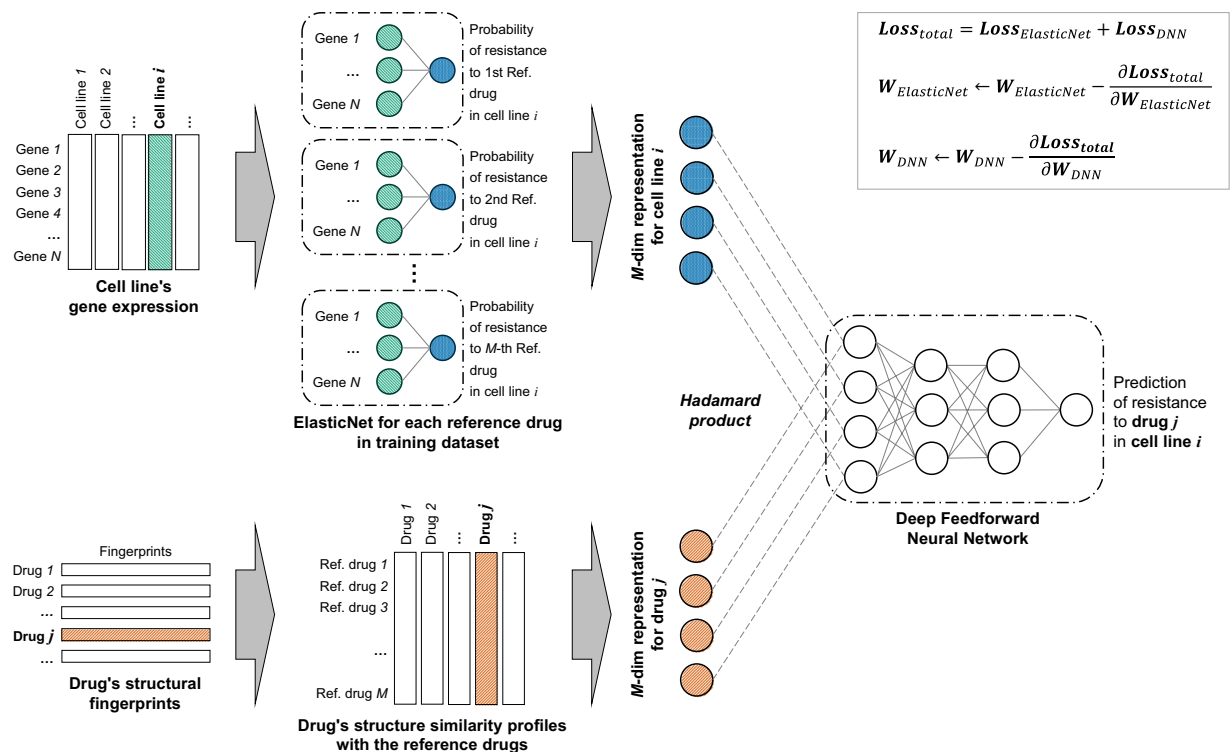 Cell line 1
Cell line 2
...
Cell line i
...
Gene 1
Gene 2
Gene 3
Gene 4
...
Gene N
Cell line's
gene expression
Gene 1
...
Gene N
Probability
of resistance
to 1st Ref.
drug
in cell line i
Gene 1
...
Gene N
Probability
of resistance
to 2nd Ref.
drug
in cell line i
...
Gene 1
...
Gene N
Probability
of resistance
to M-th Ref.
drug
in cell line i
ElasticNet for each reference drug
in training dataset
M-dim representation
for cell line i
Loss_total = Loss_ElasticNet + Loss_DNN
W_ElasticNet ← W_ElasticNet − ∂Loss_total / ∂W_ElasticNet
W_DNN ← W_DNN − ∂Loss_total / ∂W_DNN
Hadamard
product
Prediction
of resistance
to drug j
in cell line i
Deep Feedforward
Neural Network
Fingerprints
Drug 1
Drug 2
...
Drug j
...
Drug's structural
fingerprints
Drug 1
Drug 2
...
Drug j
...
Ref. drug 1
Ref. drug 2
Ref. drug 3
...
Ref. drug M
Drug's structure similarity profiles
with the reference drugs
M-dim representation
for drug j